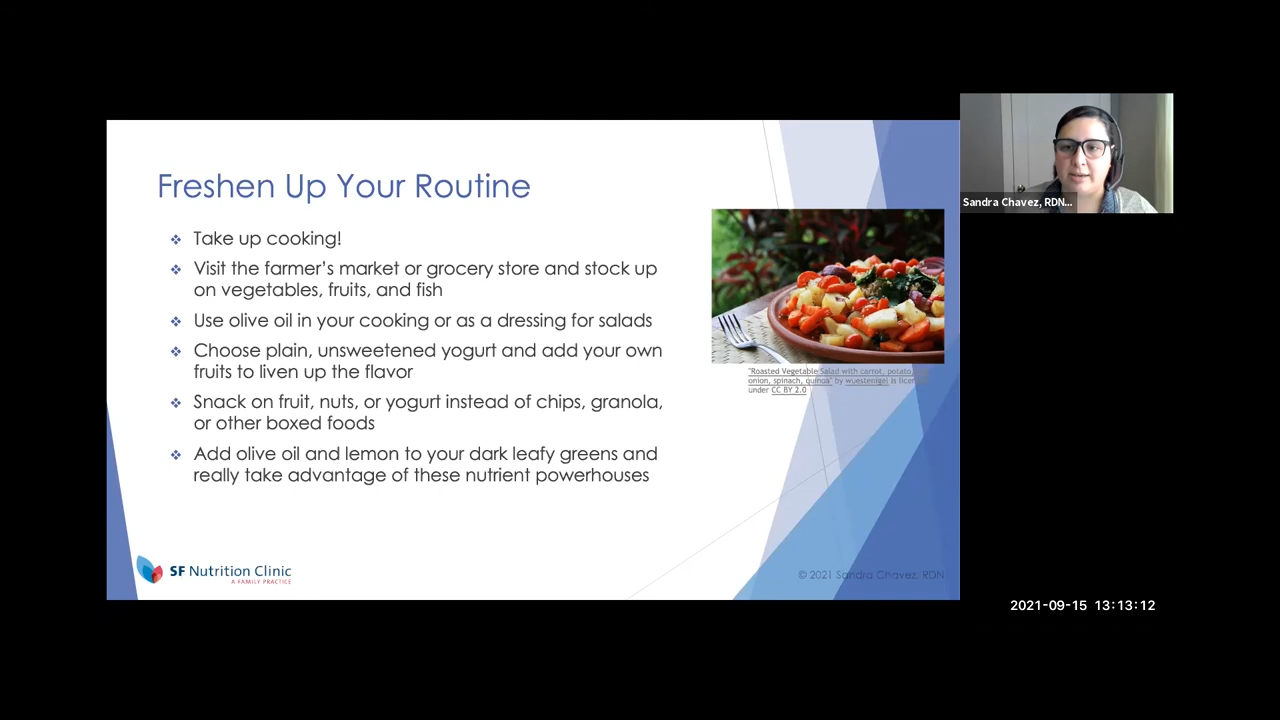 Freshen Up Your Routine
Take up cooking!
Visit the farmer's market or grocery store and stock up
on vegetables, fruits, and fish
Use olive oil in your cooking or as a dressing for salads
Choose plain, unsweetened yogurt and add your own
fruits to liven up the flavor
Snack on fruit, nuts, or yogurt instead of chips, granola,
or other boxed foods
Add olive oil and lemon to your dark leafy greens and
really take advantage of these nutrient powerhouses
"Roasted Vegetable Salad with carrot, potato,
onion, spinach, quinoa" by wuestenigel is
under CC BY 2.0
SF Nutrition Clinic
A FAMILY PRACTICE
© 2021 Sandra Chavez, RDN
Sandra Chavez, RDN...
2021-09-15 13:13:12